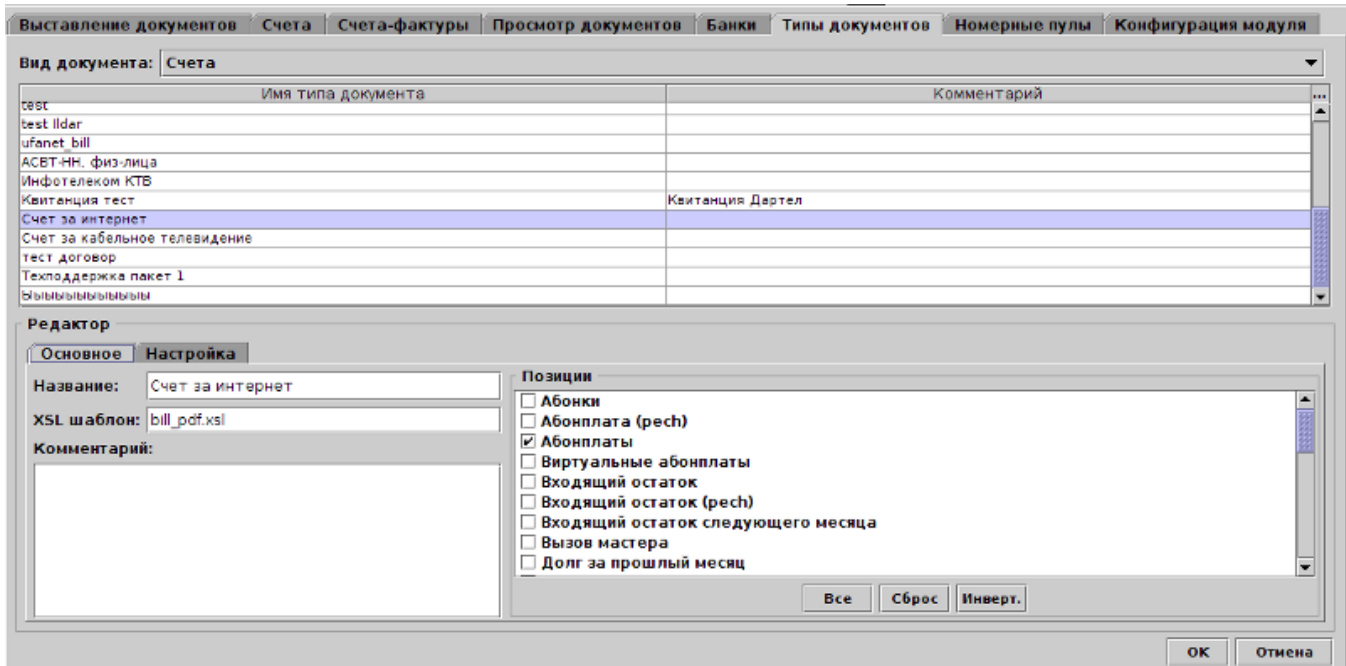 Выставление документов Счета Счета-фактуры Просмотр документов Банки Типы документов Номерные пулы Конфигурация модуля
Вид документа: Счета
Имя типа документа Комментарий ...
test
test Ildar
ufanet_bill
АСВТ-НН. физ-лица
Инфотелеком КТВ
Квитанция тест Квитанция Дартел
Счет за интернет
Счет за кабельное телевидение
тест договор
Техподдержка пакет 1
Редактор
Основное Настройка
Название: Счет за интернет
XSL шаблон: bill_pdf.xsl
Комментарий:
Позиции
Абонки
Абонплата (pech)
Абонплаты
Виртуальные абонплаты
Входящий остаток
Входящий остаток (pech)
Входящий остаток следующего месяца
Вызов мастера
Долг за прошлый месяц
Все Сброс Инверт.
ОК Отмена